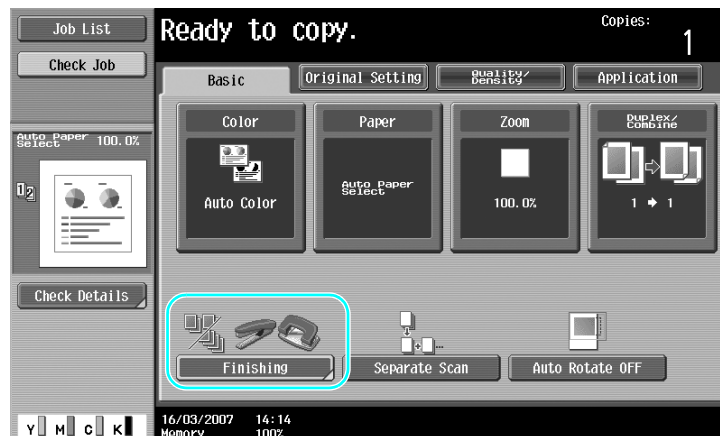 Job List
Ready to copy.
Copies:
1
Check Job
Basic
Original Setting
Quality/
Density
Application
Auto Paper
Select
100.0%
1 2
Color
Auto Color
Paper
Auto Paper
Select
Zoom
100.0%
Duplex/
Combine
1 → 1
Check Details
Finishing
Separate Scan
Auto Rotate OFF
Y M C K
16/03/2007 14:14
Memory 100%